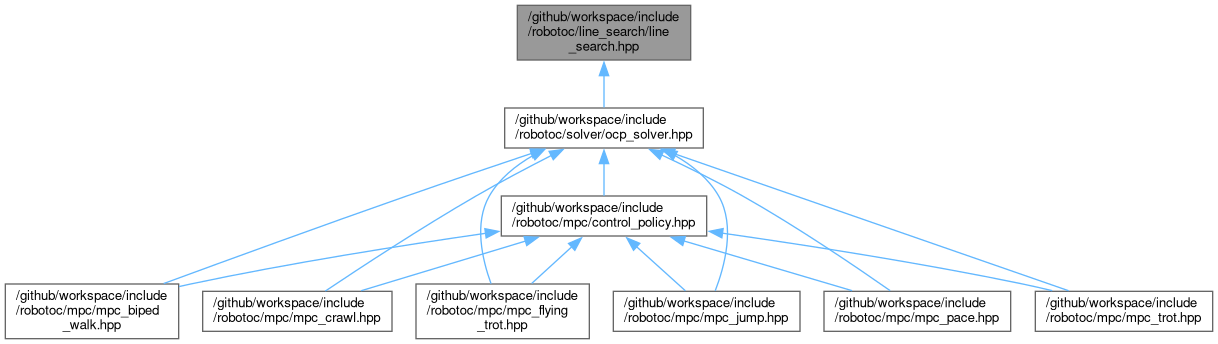 /github/workspace/include
/robotoc/line_search/line
_search.hpp
/github/workspace/include
/robotoc/solver/ocp_solver.hpp
/github/workspace/include
/robotoc/mpc/control_policy.hpp
/github/workspace/include
/robotoc/mpc/mpc_biped
_walk.hpp
/github/workspace/include
/robotoc/mpc/mpc_crawl.hpp
/github/workspace/include
/robotoc/mpc/mpc_flying
_trot.hpp
/github/workspace/include
/robotoc/mpc/mpc_jump.hpp
/github/workspace/include
/robotoc/mpc/mpc_pace.hpp
/github/workspace/include
/robotoc/mpc/mpc_trot.hpp